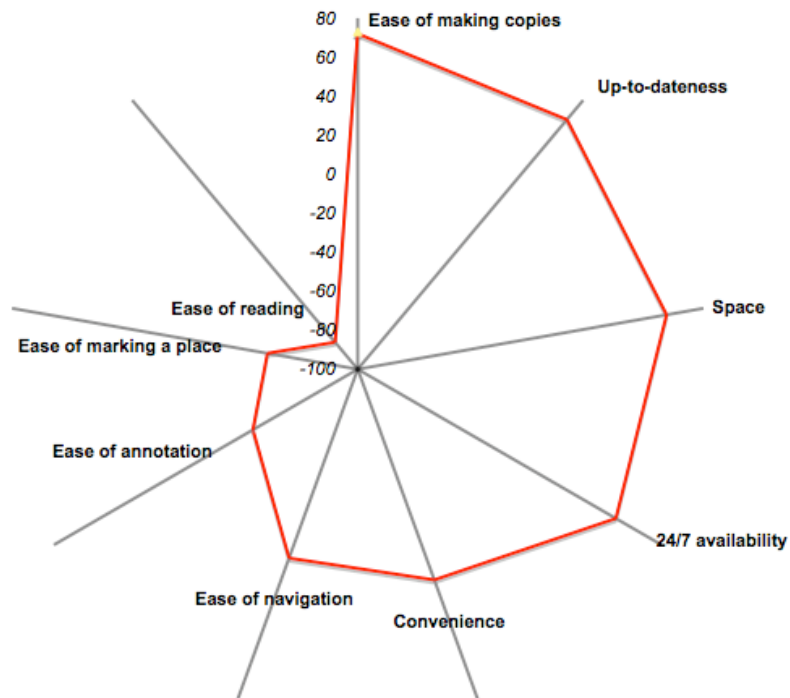 80
Ease of making copies
60
Up-to-dateness
40
20
0
-20
-40
-60
Ease of reading
Space
-80
Ease of marking a place
-100
Ease of annotation
24/7 availability
Ease of navigation
Convenience